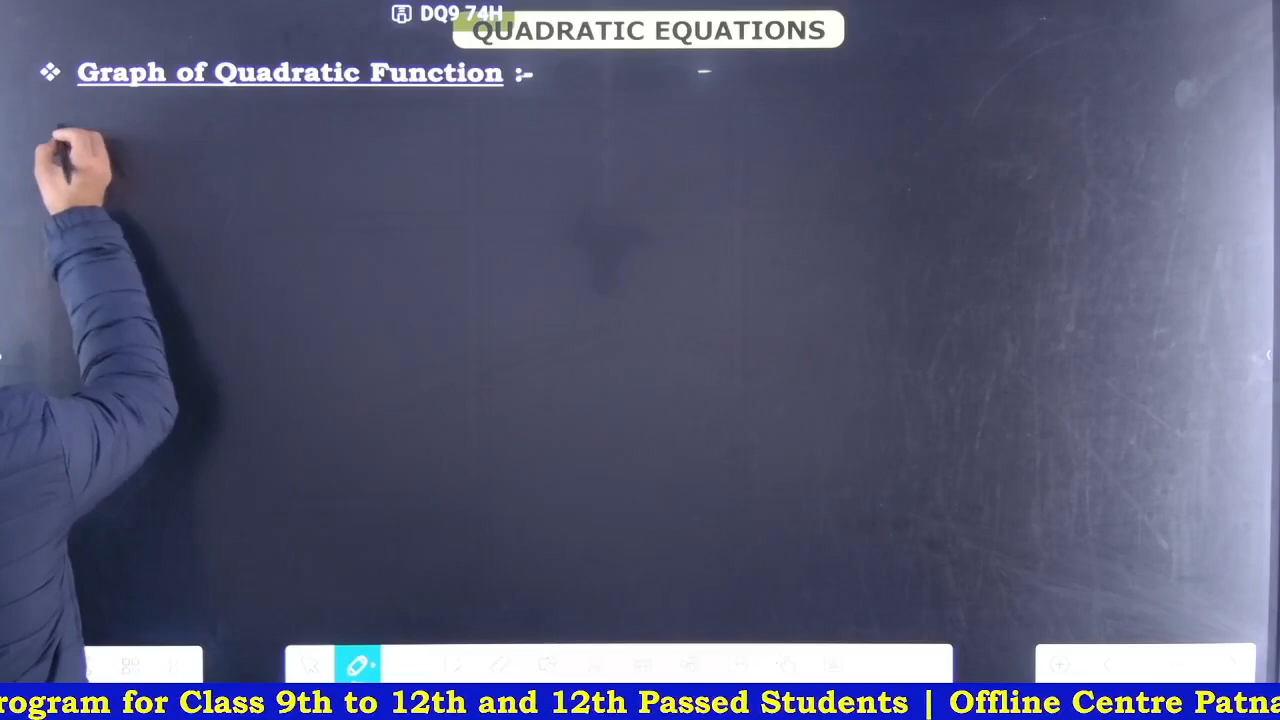 DQ9 74H
QUADRATIC EQUATIONS
❖ Graph of Quadratic Function :-
rogram for Class 9th to 12th and 12th Passed Students | Offline Centre Patna